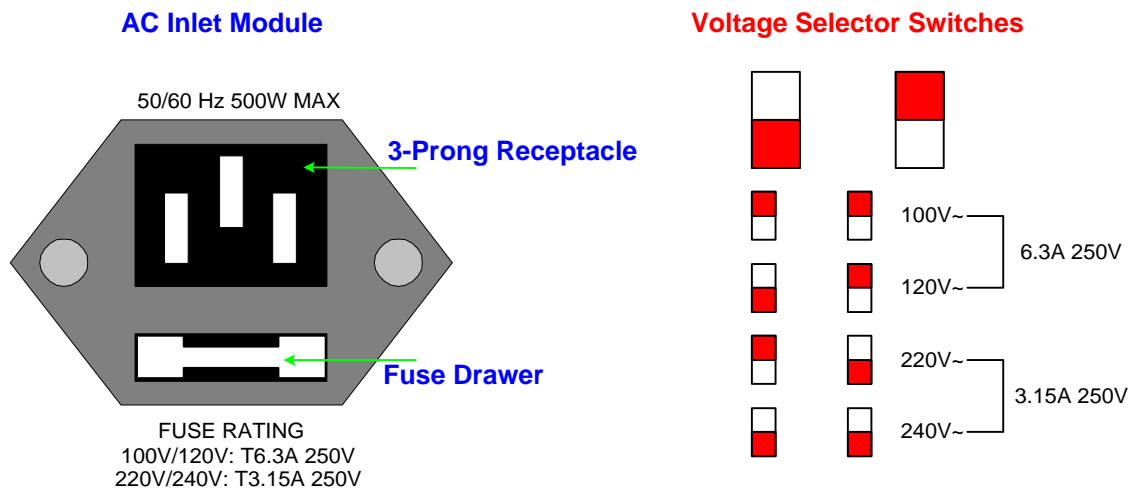 AC Inlet Module
50/60 Hz 500W MAX
3-Prong Receptacle
Fuse Drawer
FUSE RATING
100V/120V: T6.3A 250V
220V/240V: T3.15A 250V
Voltage Selector Switches
100V~
120V~
6.3A 250V
220V~
240V~
3.15A 250V